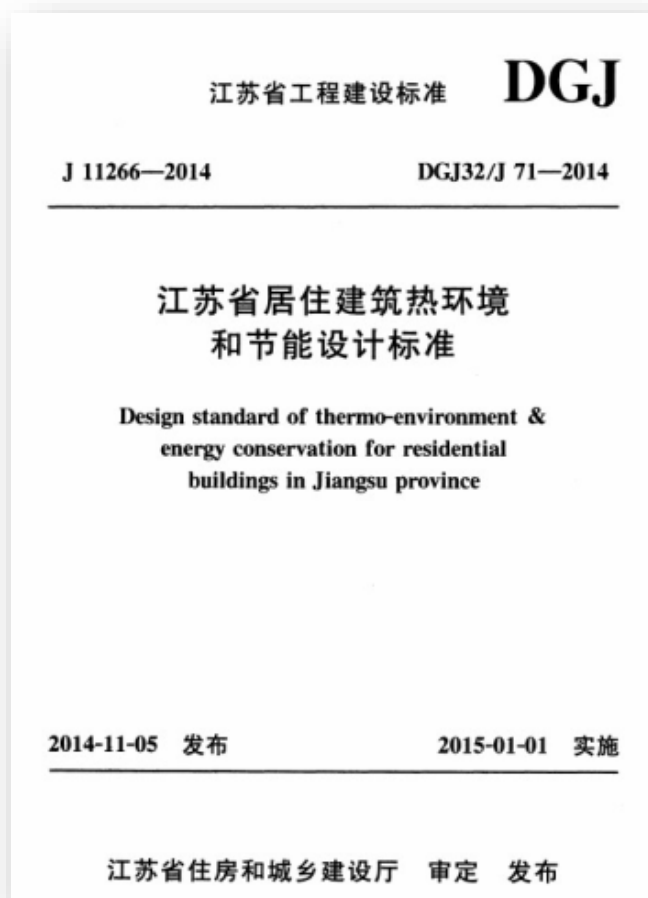 江苏省工程建设标准 DGJ
J 11266—2014 DGJ32/J 71—2014
江苏省居住建筑热环境
和节能设计标准
Design standard of thermo-environment &
energy conservation for residential
buildings in Jiangsu province
2014-11-05 发布 2015-01-01 实施
江苏省住房和城乡建设厅 审定 发布